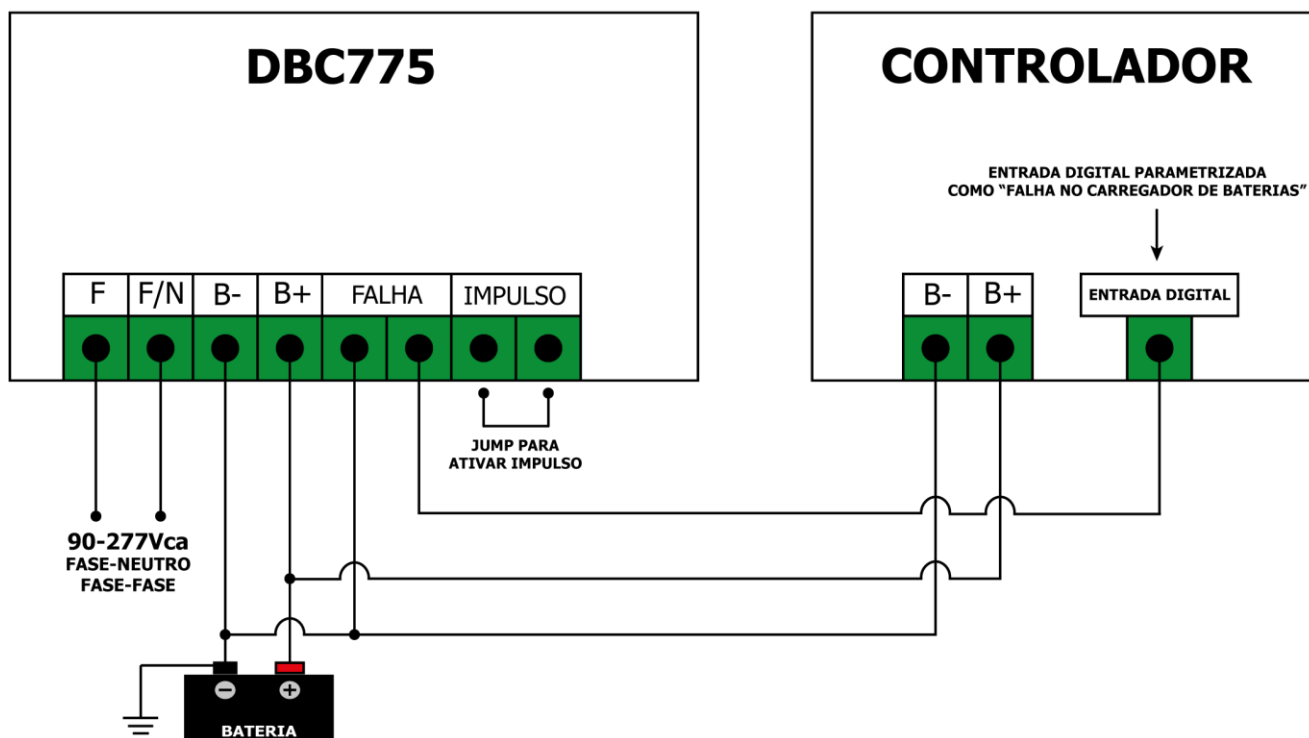 DBC775
CONTROLADOR
ENTRADA DIGITAL PARAMETRIZADA
COMO “FALHA NO CARREGADOR DE BATERIAS”
F F/N B- B+ FALHA IMPULSO
B- B+ ENTRADA DIGITAL
JUMP PARA
ATIVAR IMPULSO
90-277Vca
FASE-NEUTRO
FASE-FASE
− +
BATERIA